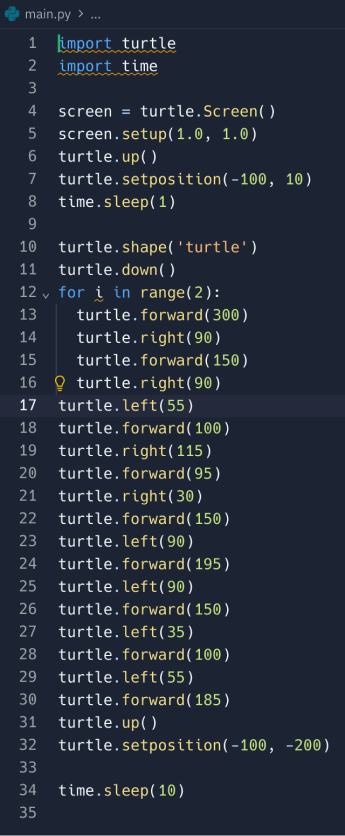 main.py > ...
1 import turtle
2 import time
3
4 screen = turtle.Screen()
5 screen.setup(1.0, 1.0)
6 turtle.up()
7 turtle.setposition(-100, 10)
8 time.sleep(1)
9
10 turtle.shape('turtle')
11 turtle.down()
12 for i in range(2):
13   turtle.forward(300)
14   turtle.right(90)
15   turtle.forward(150)
16   turtle.right(90)
17 turtle.left(55)
18 turtle.forward(100)
19 turtle.right(115)
20 turtle.forward(95)
21 turtle.right(30)
22 turtle.forward(150)
23 turtle.left(90)
24 turtle.forward(195)
25 turtle.left(90)
26 turtle.forward(150)
27 turtle.left(35)
28 turtle.forward(100)
29 turtle.left(55)
30 turtle.forward(185)
31 turtle.up()
32 turtle.setposition(-100, -200)
33
34 time.sleep(10)
35